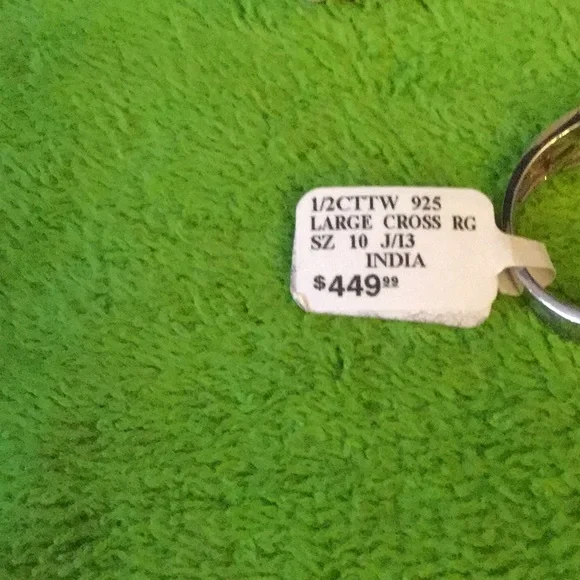 1/2CTTW 925
LARGE CROSS RG
SZ 10 J/I3
INDIA
$449.99